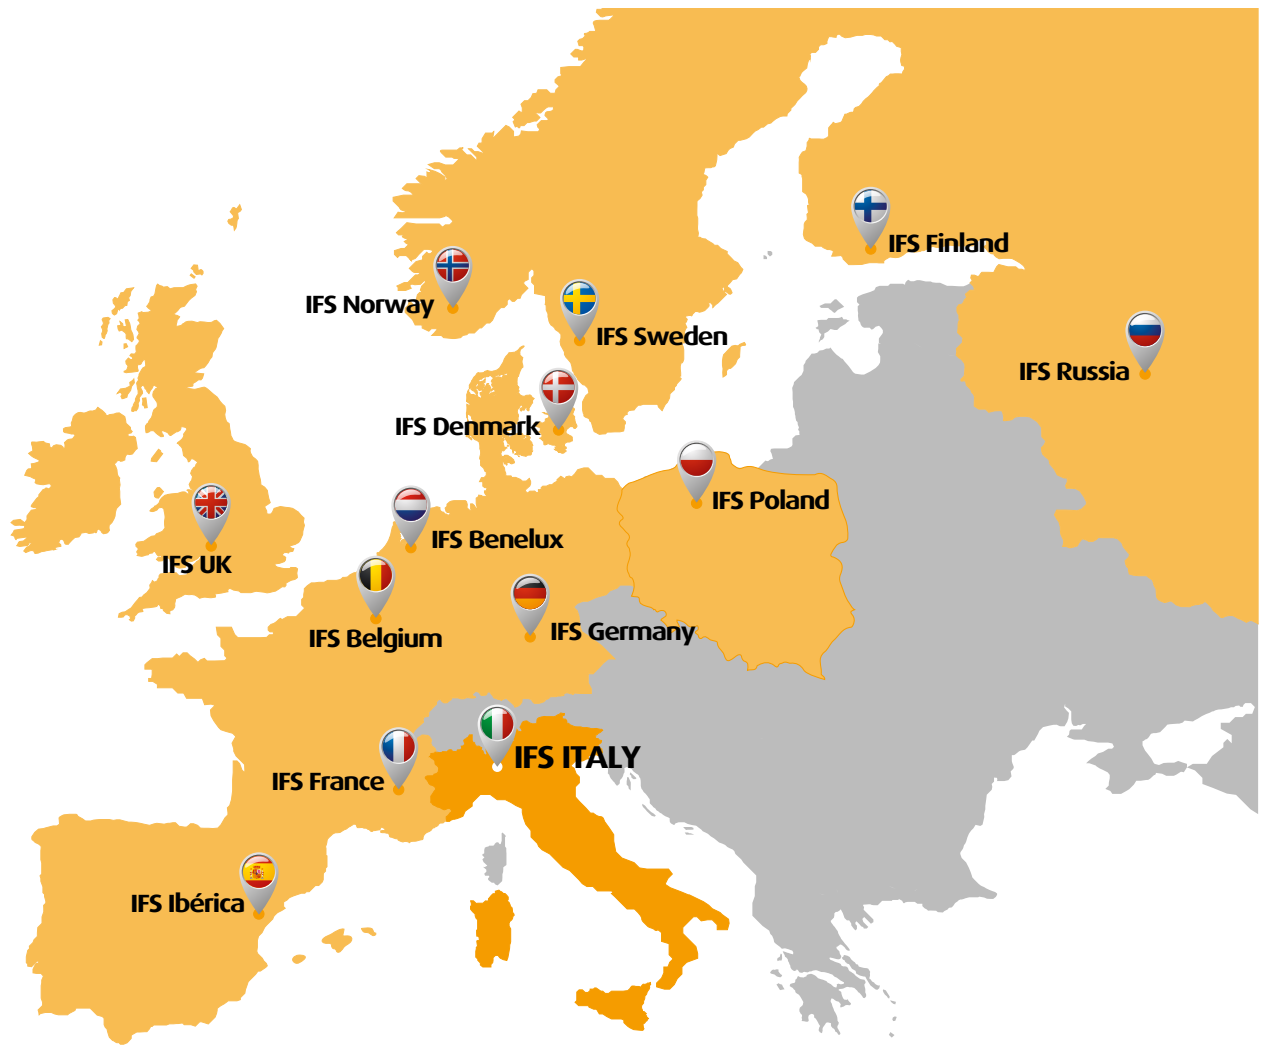 IFS Finland
IFS Norway
IFS Sweden
IFS Russia
IFS Denmark
IFS Poland
IFS Benelux
IFS UK
IFS Germany
IFS Belgium
IFS ITALY
IFS France
IFS Ibérica